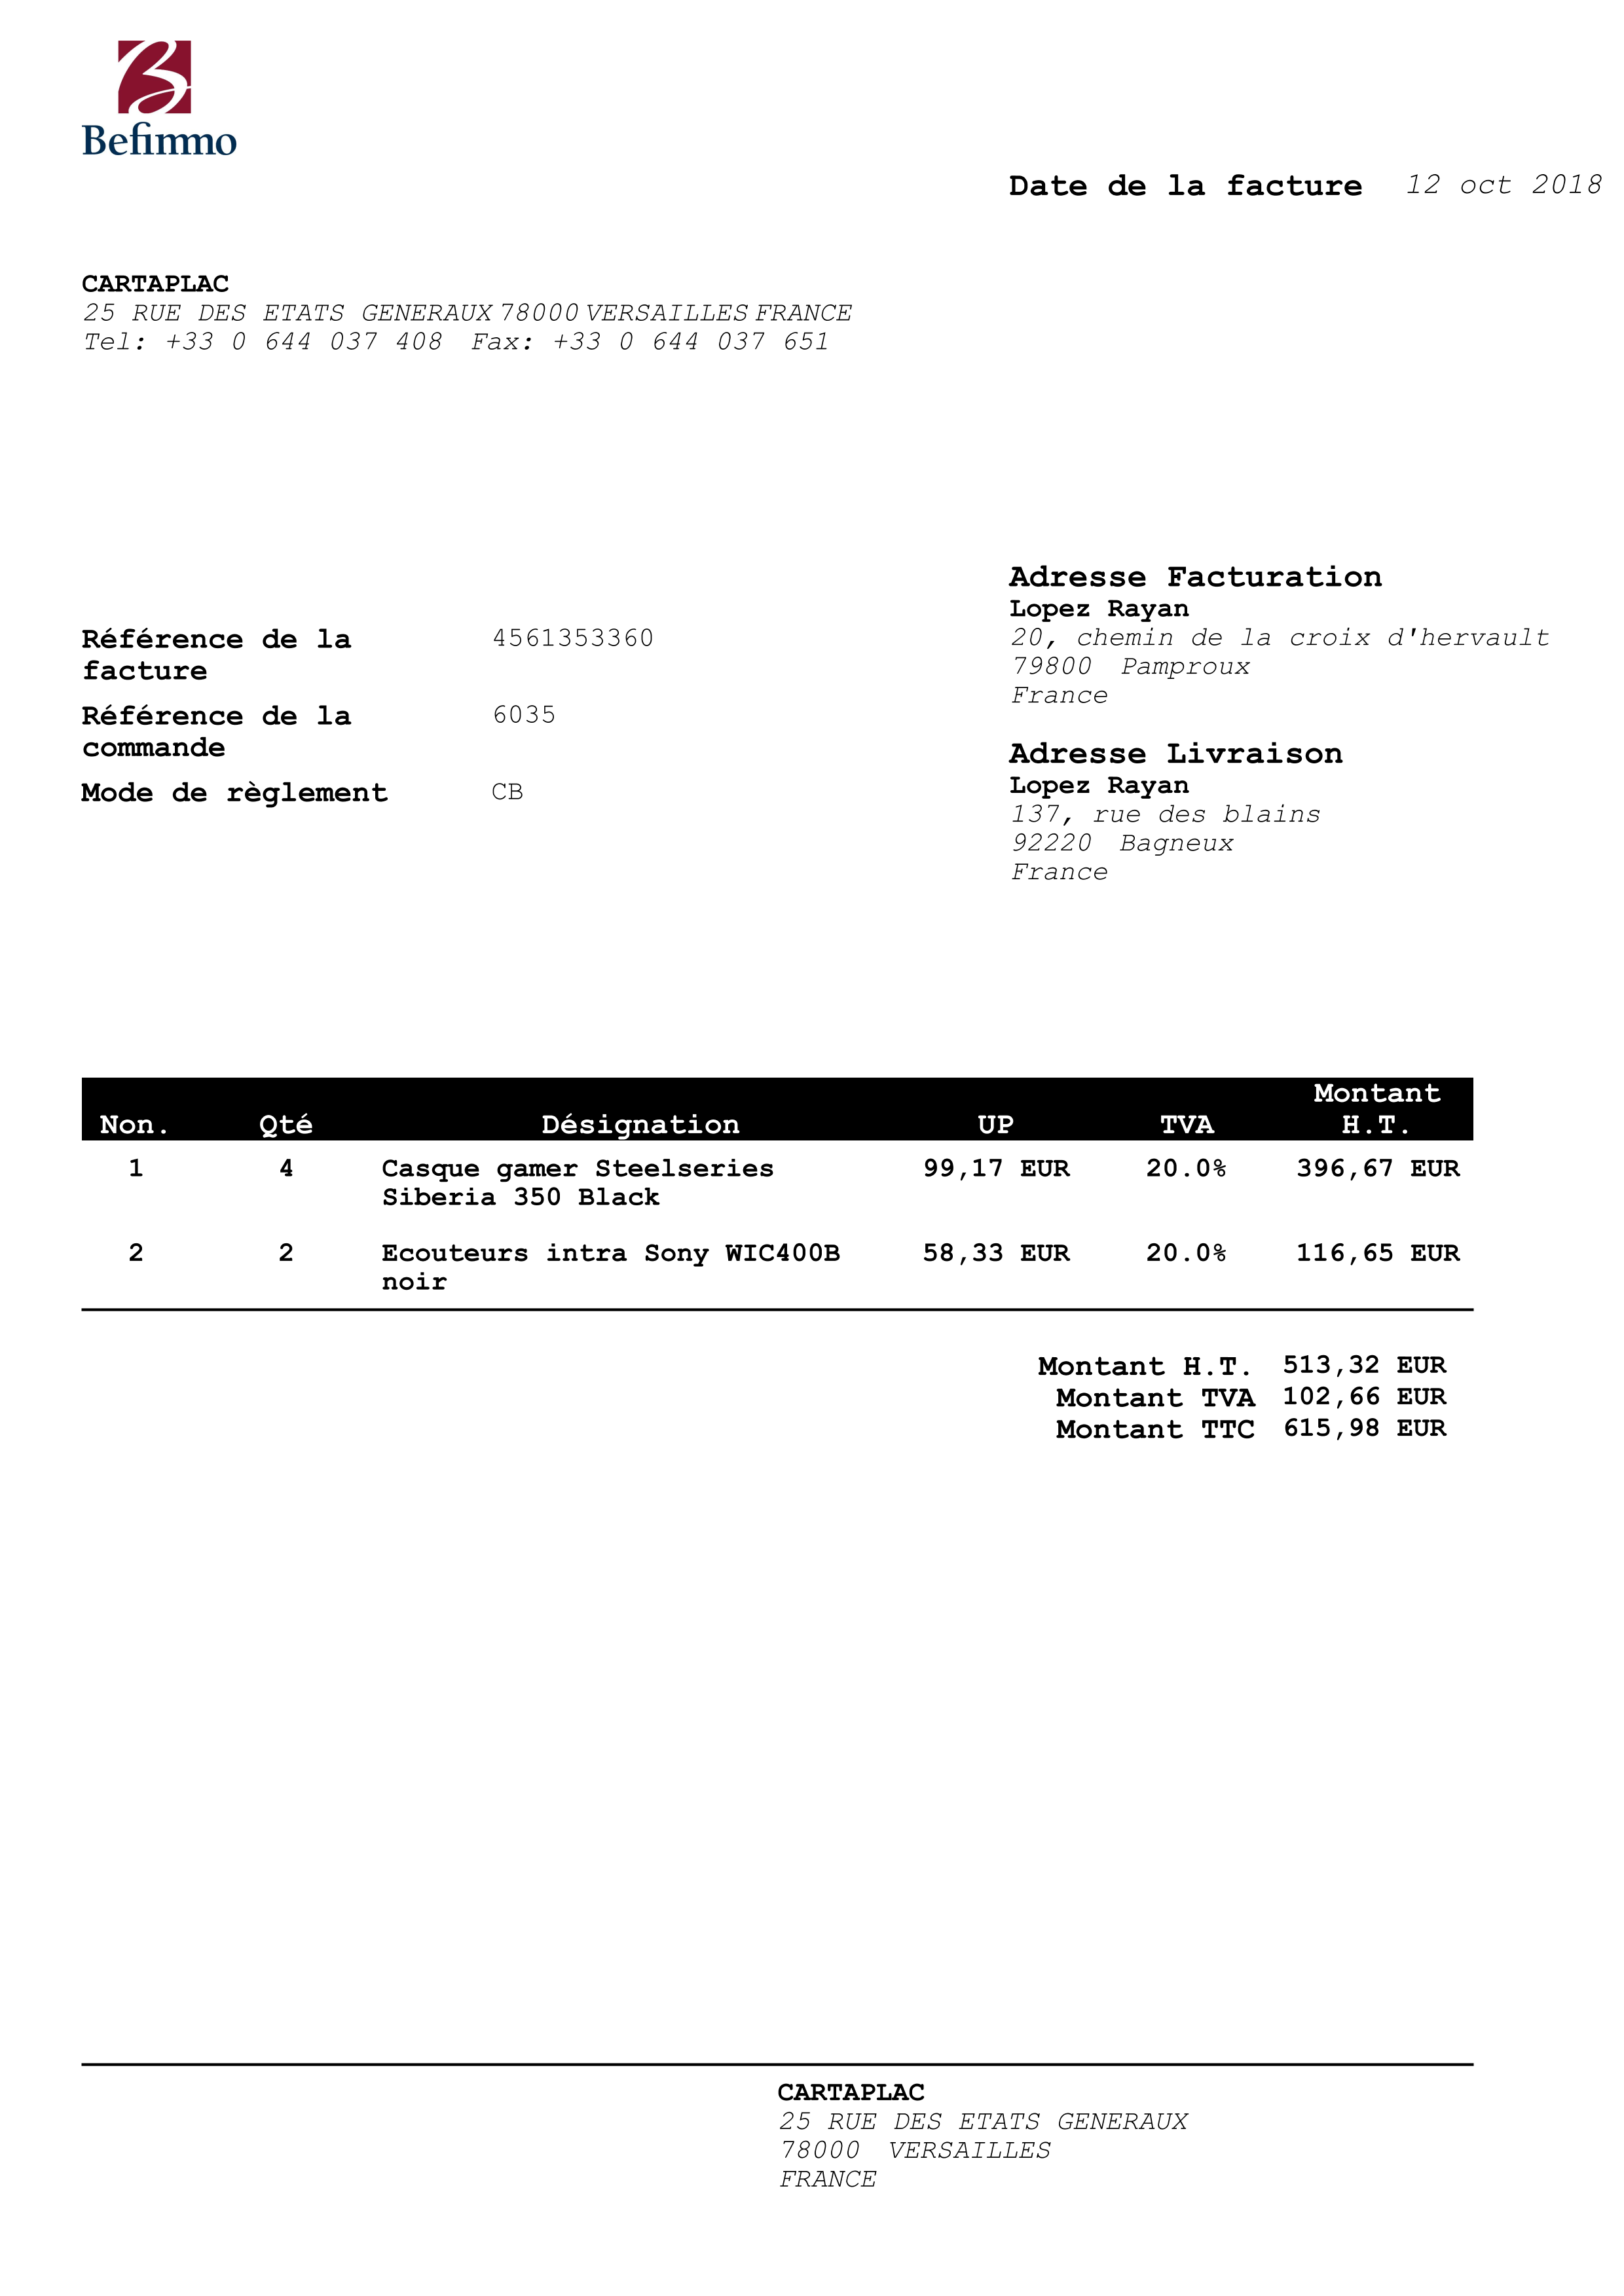 Befimmo
Date de la facture 12 oct 2018
CARTAPLAC
25 RUE DES ETATS GENERAUX 78000 VERSAILLES FRANCE
Tel: +33 0 644 037 408 Fax: +33 0 644 037 651
Adresse Facturation
Lopez Rayan
20, chemin de la croix d'hervault
79800 Pamproux
France
Référence de la 4561353360
facture
Référence de la 6035
commande
Mode de règlement CB
Adresse Livraison
Lopez Rayan
137, rue des blains
92220 Bagneux
France
Montant
Non. Qté Désignation UP TVA H.T.
1 4 Casque gamer Steelseries 99,17 EUR 20.0% 396,67 EUR
Siberia 350 Black
2 2 Ecouteurs intra Sony WIC400B 58,33 EUR 20.0% 116,65 EUR
noir
Montant H.T. 513,32 EUR
Montant TVA 102,66 EUR
Montant TTC 615,98 EUR
CARTAPLAC
25 RUE DES ETATS GENERAUX
78000 VERSAILLES
FRANCE